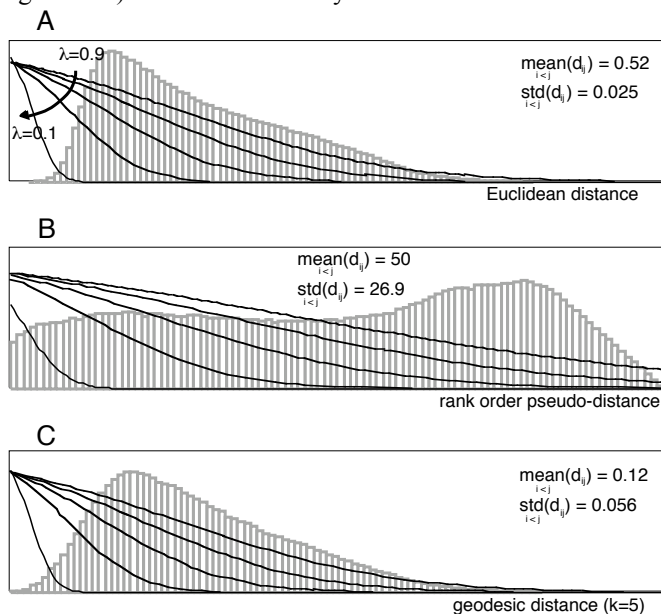 A
λ=0.9
λ=0.1
mean(dij) = 0.52
i<j
std(dij) = 0.025
i<j
Euclidean distance
B
mean(dij) = 50
i<j
std(dij) = 26.9
i<j
rank order pseudo-distance
C
mean(dij) = 0.12
i<j
std(dij) = 0.056
i<j
geodesic distance (k=5)